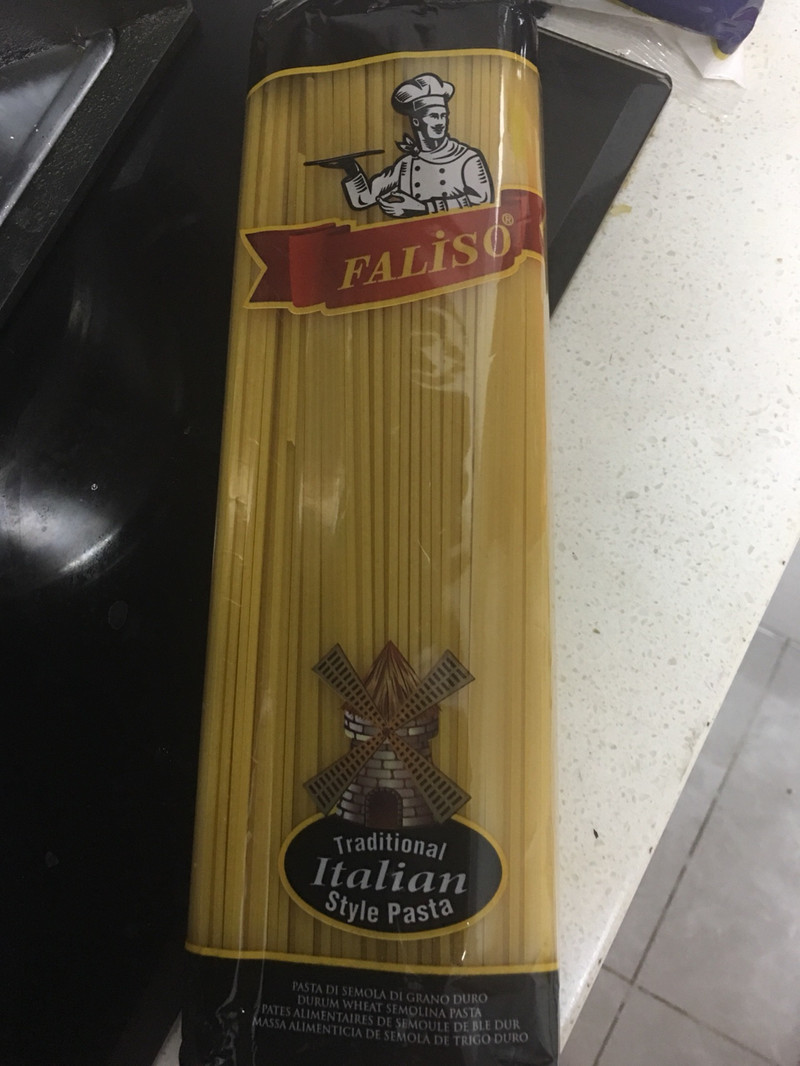 FALİSO®
Traditional
Italian
Style Pasta
PASTA DI SEMOLA DI GRANO DURO
DURUM WHEAT SEMOLINA PASTA
PATES ALIMENTAIRES DE SEMOULE DE BLE DUR
MASSA ALIMENTICIA DE SEMOLA DE TRIGO DURO